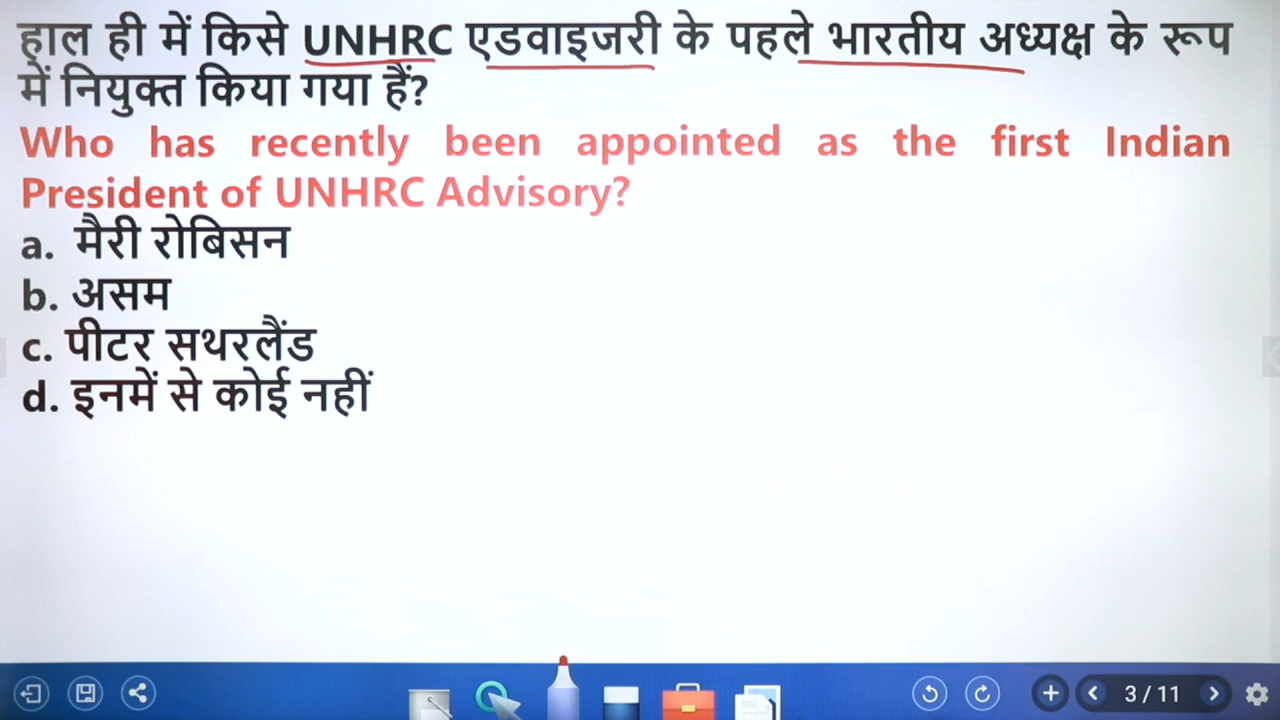 हाल ही में किसे UNHRC एडवाइजरी के पहले भारतीय अध्यक्ष के रूप
में नियुक्त किया गया हैं?
Who has recently been appointed as the first Indian
President of UNHRC Advisory?
a. मैरी रोबिसन
b. असम
c. पीटर सथरलैंड
d. इनमें से कोई नहीं
3 / 11